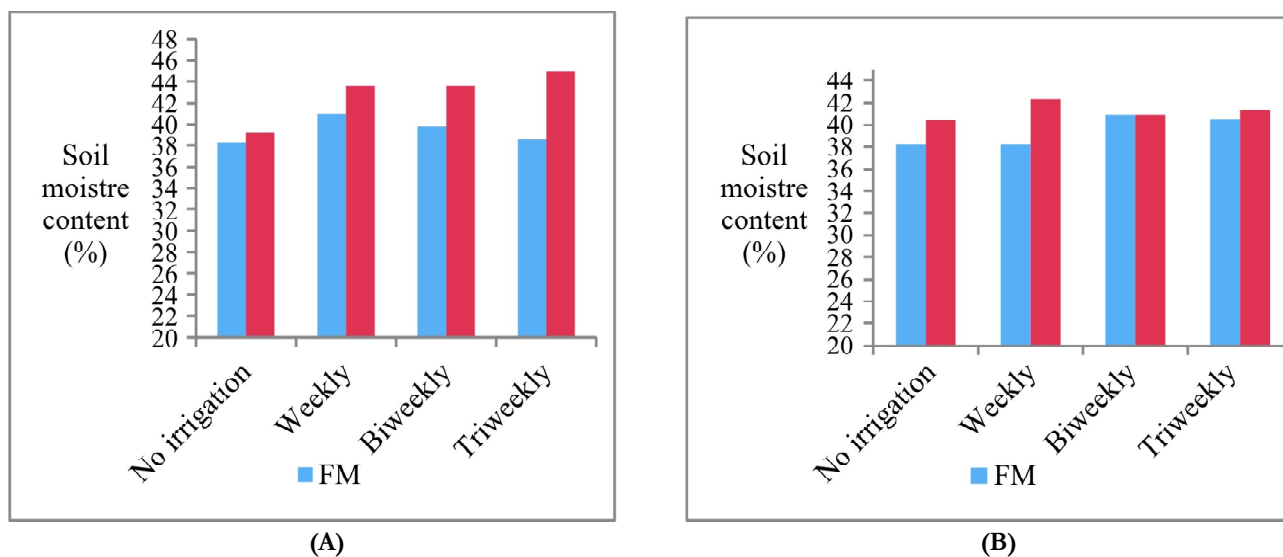 48
46
44
42
40
38
36
34
32
30
28
26
24
22
20
Soil
moistre
content
(%)
No irrigation
Weekly
Biweekly
Triweekly
FM
(A)
44
42
40
38
36
34
32
30
28
26
24
22
20
Soil
moistre
content
(%)
No irrigation
Weekly
Biweekly
Triweekly
FM
(B)